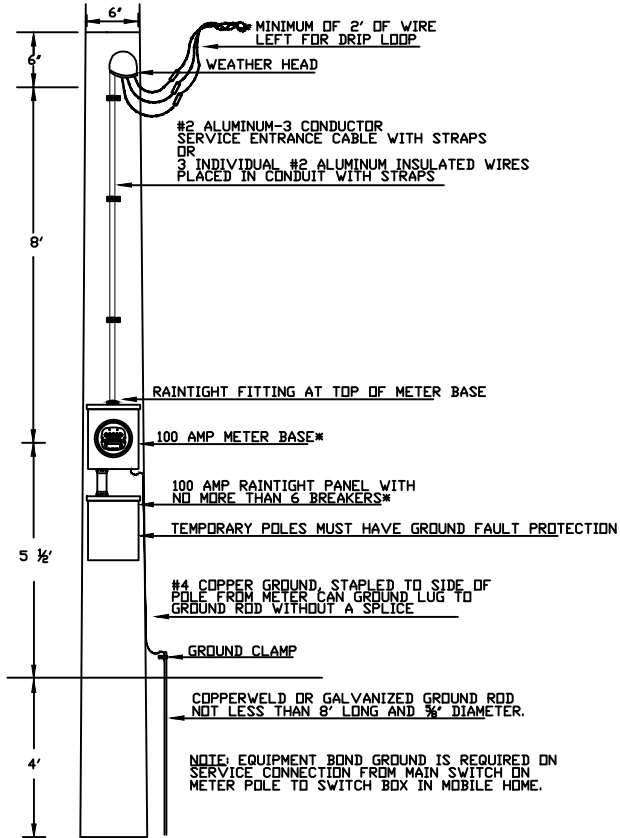 6"
MINIMUM OF 2' OF WIRE
LEFT FOR DRIP LOOP
6"
WEATHER HEAD
#2 ALUMINUM-3 CONDUCTOR
SERVICE ENTRANCE CABLE WITH STRAPS
OR
3 INDIVIDUAL #2 ALUMINUM INSULATED WIRES
PLACED IN CONDUIT WITH STRAPS
8'
RAINTIGHT FITTING AT TOP OF METER BASE
100 AMP METER BASE*
100 AMP RAINTIGHT PANEL WITH
NO MORE THAN 6 BREAKERS*
TEMPORARY POLES MUST HAVE GROUND FAULT PROTECTION
5 ½'
#4 COPPER GROUND, STAPLED TO SIDE OF
POLE FROM METER CAN GROUND LUG TO
GROUND ROD WITHOUT A SPLICE
GROUND CLAMP
COPPERWELD OR GALVANIZED GROUND ROD
NOT LESS THAN 8' LONG AND ⅝" DIAMETER.
4'
NOTE: EQUIPMENT BOND GROUND IS REQUIRED ON
SERVICE CONNECTION FROM MAIN SWITCH ON
METER POLE TO SWITCH BOX IN MOBILE HOME.